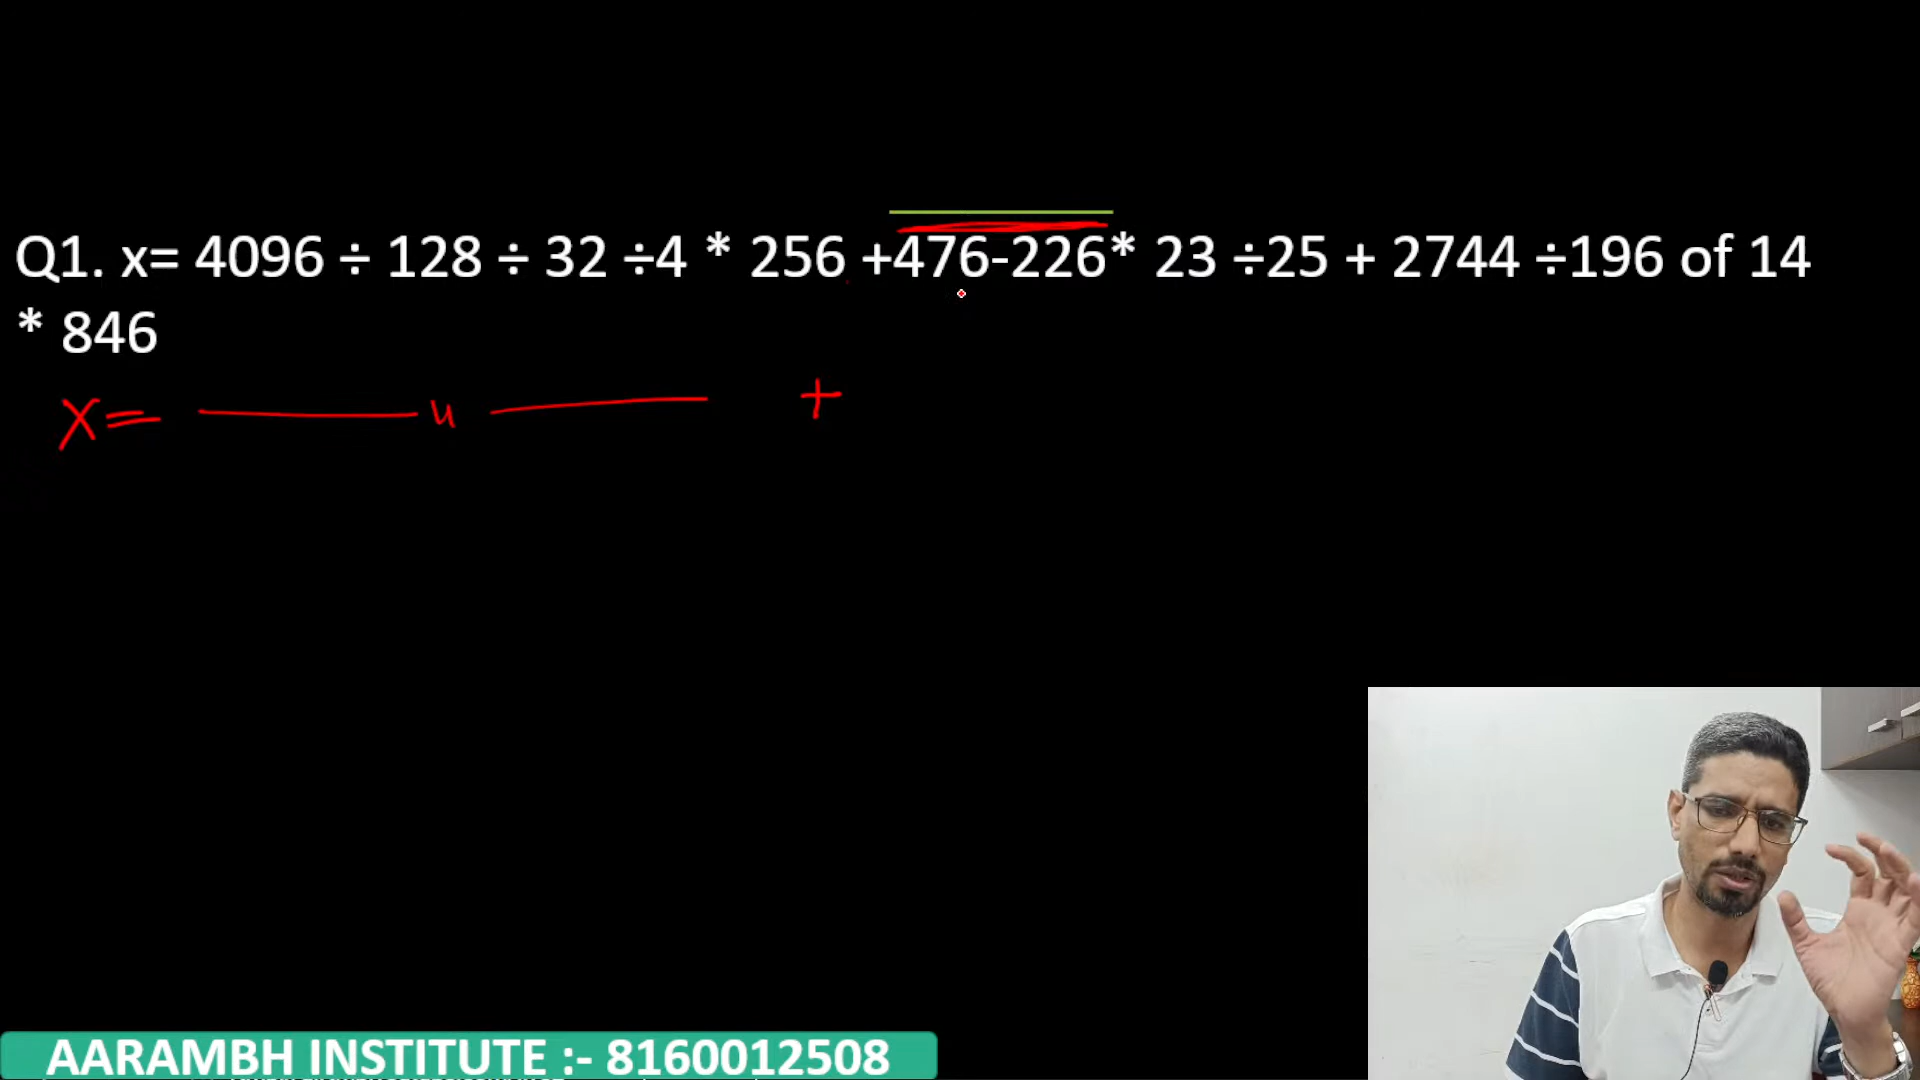 Q1. x= 4096 ÷ 128 ÷ 32 ÷4 * 256 +476-226* 23 ÷25 + 2744 ÷196 of 14
* 846
X= u +
AARAMBH INSTITUTE :- 8160012508